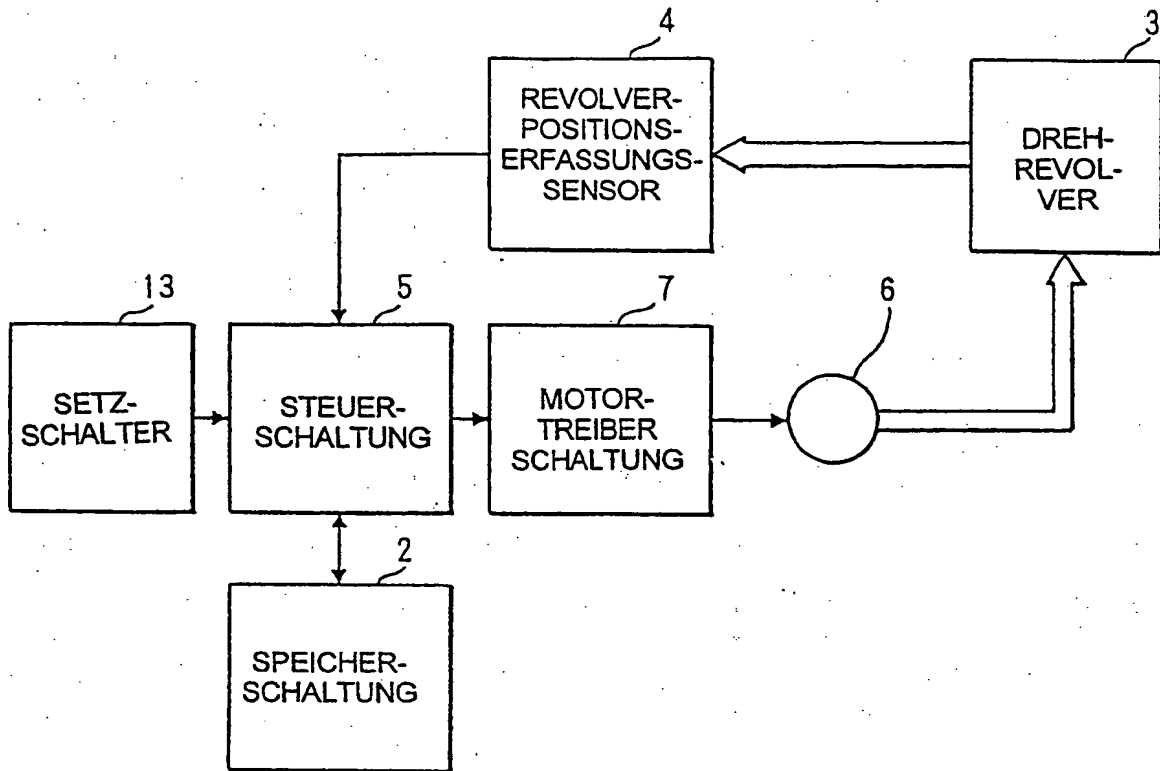 4
REVOLVER-
POSITIONS-
ERFASSUNGS-
SENSOR
3
DREH-
REVOL-
VER
13
SETZ-
SCHALTER
5
STEUER-
SCHALTUNG
7
MOTOR-
TREIBER
SCHALTUNG
6
2
SPEICHER-
SCHALTUNG